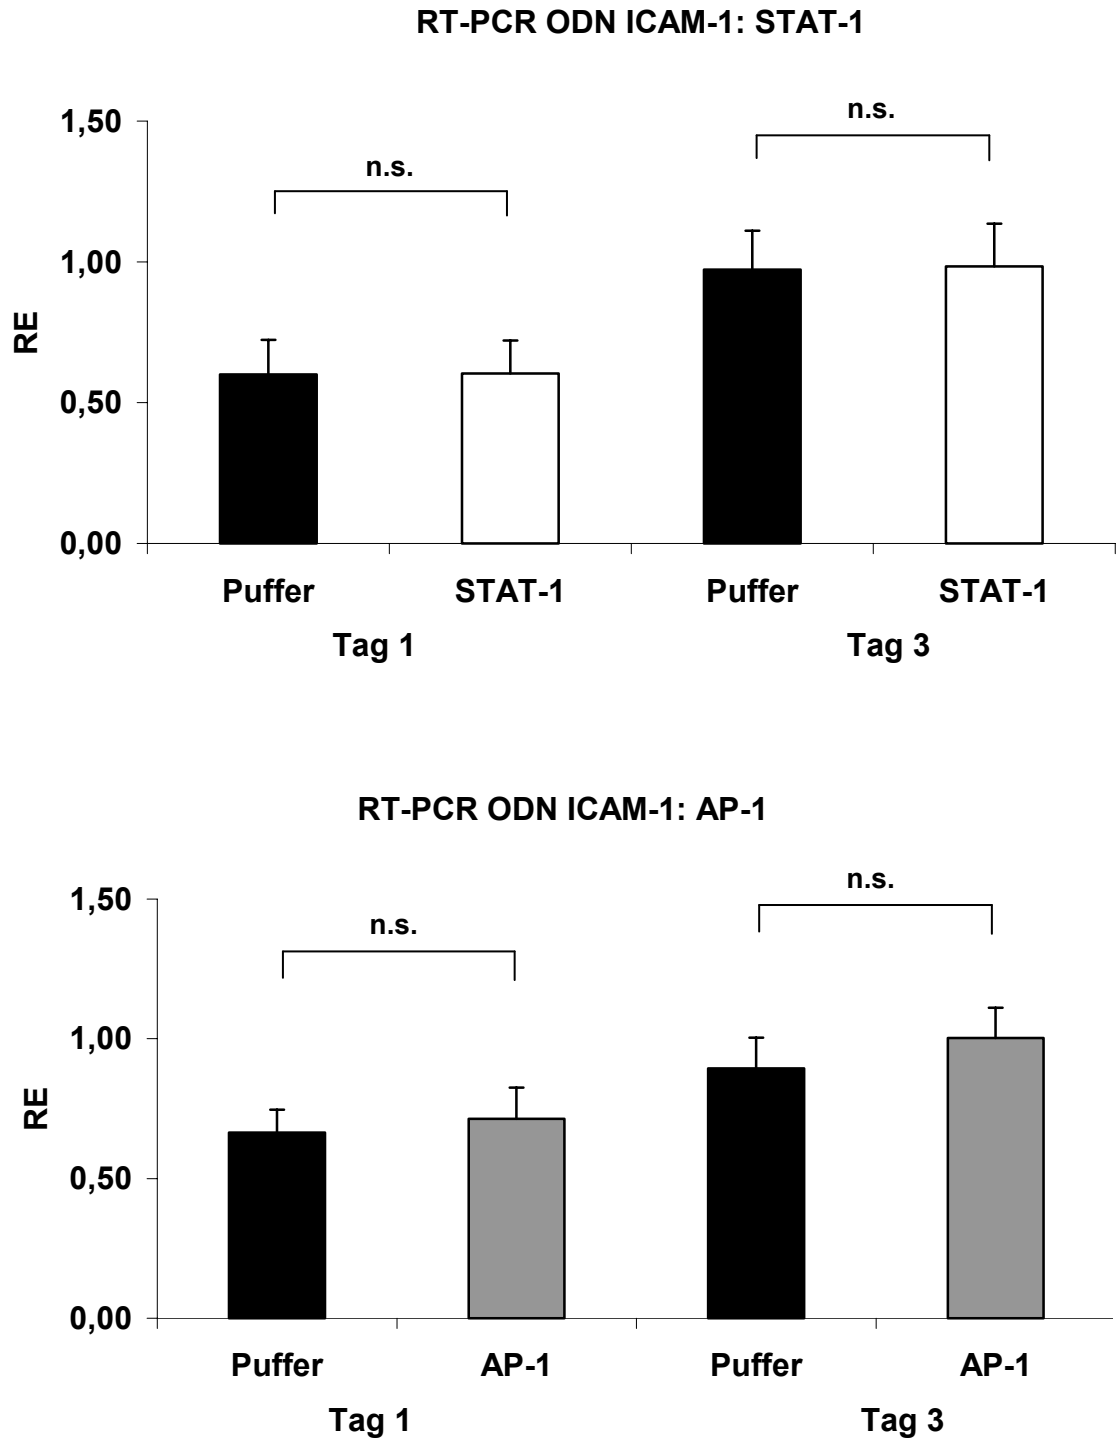 RT-PCR ODN ICAM-1: STAT-1
n.s.
n.s.
1,50
1,00
0,50
0,00
RE
Puffer STAT-1 Puffer STAT-1
Tag 1 Tag 3
RT-PCR ODN ICAM-1: AP-1
n.s.
n.s.
1,50
1,00
0,50
0,00
RE
Puffer AP-1 Puffer AP-1
Tag 1 Tag 3